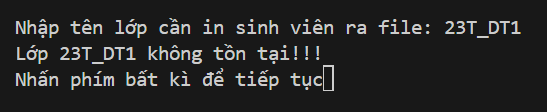 Nhập tên lớp cần in sinh viên ra file: 23T_DT1
Lớp 23T_DT1 không tồn tại!!!
Nhấn phím bất kì để tiếp tục